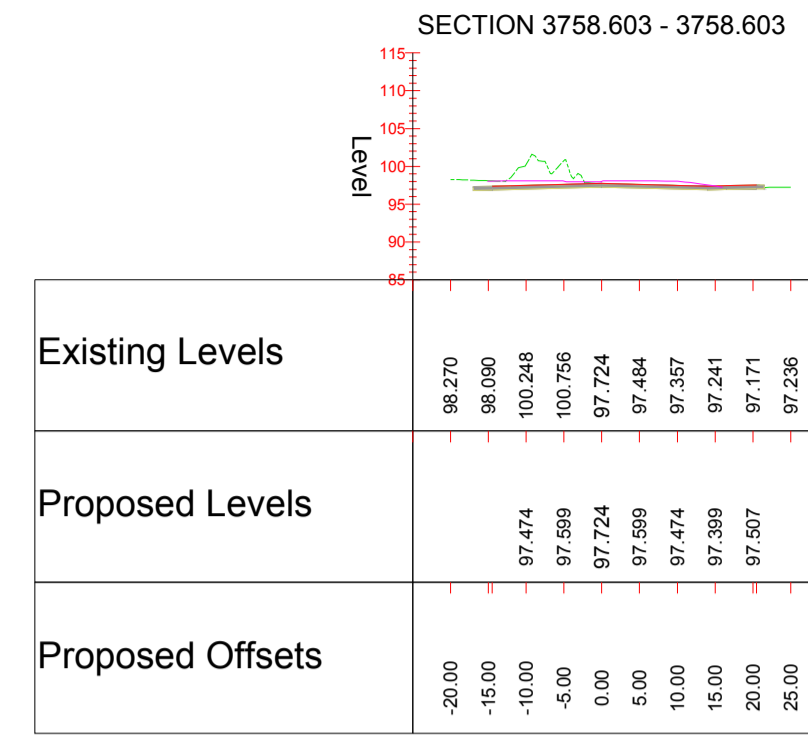 SECTION 3758.603 - 3758.603
115
110
105
100
95
90
85
Level
Existing Levels
98.270 98.090 100.248 100.756 97.724 97.484 97.357 97.241 97.171 97.236
Proposed Levels
97.474 97.599 97.724 97.599 97.474 97.399 97.507
Proposed Offsets
-20.00 -15.00 -10.00 -5.00 0.00 5.00 10.00 15.00 20.00 25.00